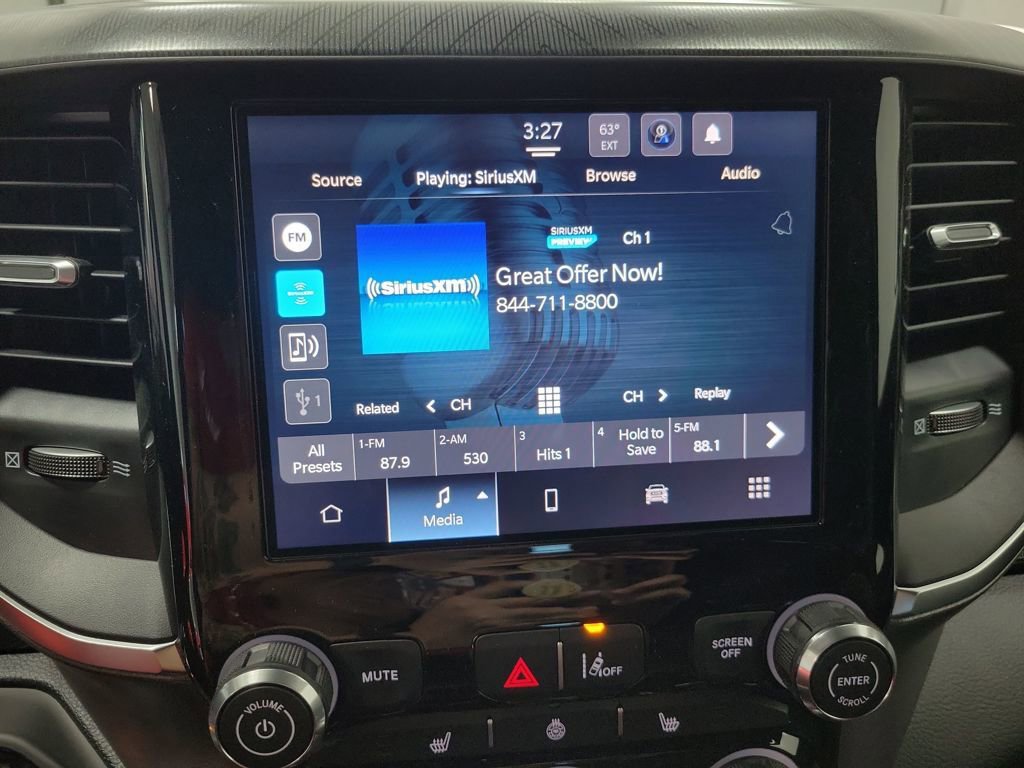 3:27
63°
EXT
Source
Playing: SiriusXM
Browse
Audio
FM
SiriusXM
SIRIUSXM
PREVIEW
Ch 1
((SiriusXM))
Great Offer Now!
844-711-8800
1
Related
CH
CH
Replay
All
Presets
1-FM
87.9
2-AM
530
3
Hits 1
4
Hold to
Save
5-FM
88.1
Media
MUTE
OFF
SCREEN
OFF
VOLUME
TUNE
ENTER
SCROLL